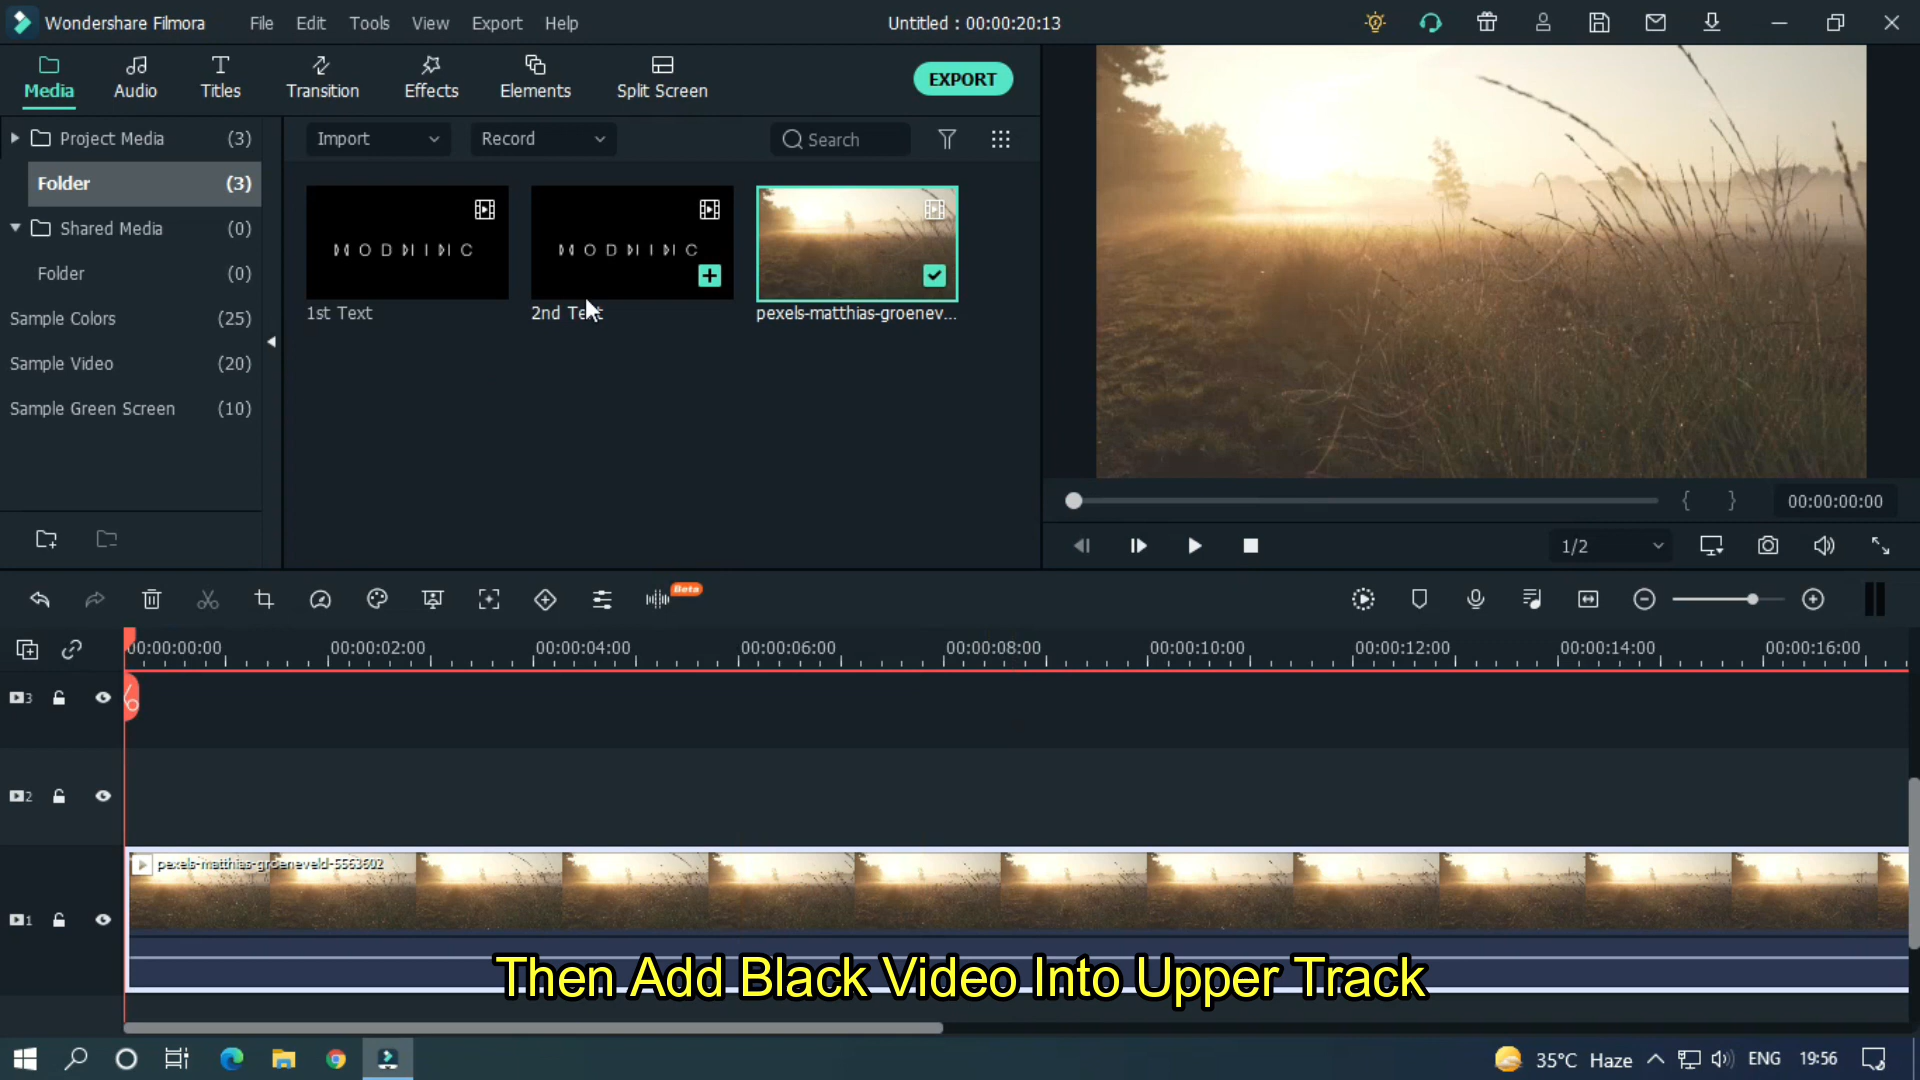 Wondershare Filmora
File Edit Tools View Export Help
Untitled : 00:00:20:13
Media Audio Titles Transition Effects Elements Split Screen
EXPORT
Project Media (3)
Folder (3)
Shared Media (0)
Folder (0)
Sample Colors (25)
Sample Video (20)
Sample Green Screen (10)
Import Record Search
1st Text 2nd Text pexels-matthias-groenev...
00:00:00:00
1/2
Beta
00:00:00:00 00:00:02:00 00:00:04:00 00:00:06:00 00:00:08:00 00:00:10:00 00:00:12:00 00:00:14:00 00:00:16:00
3
2
pexels-matthias-groeneveld-5563602
1
Then Add Black Video Into Upper Track
35°C Haze ENG 19:56